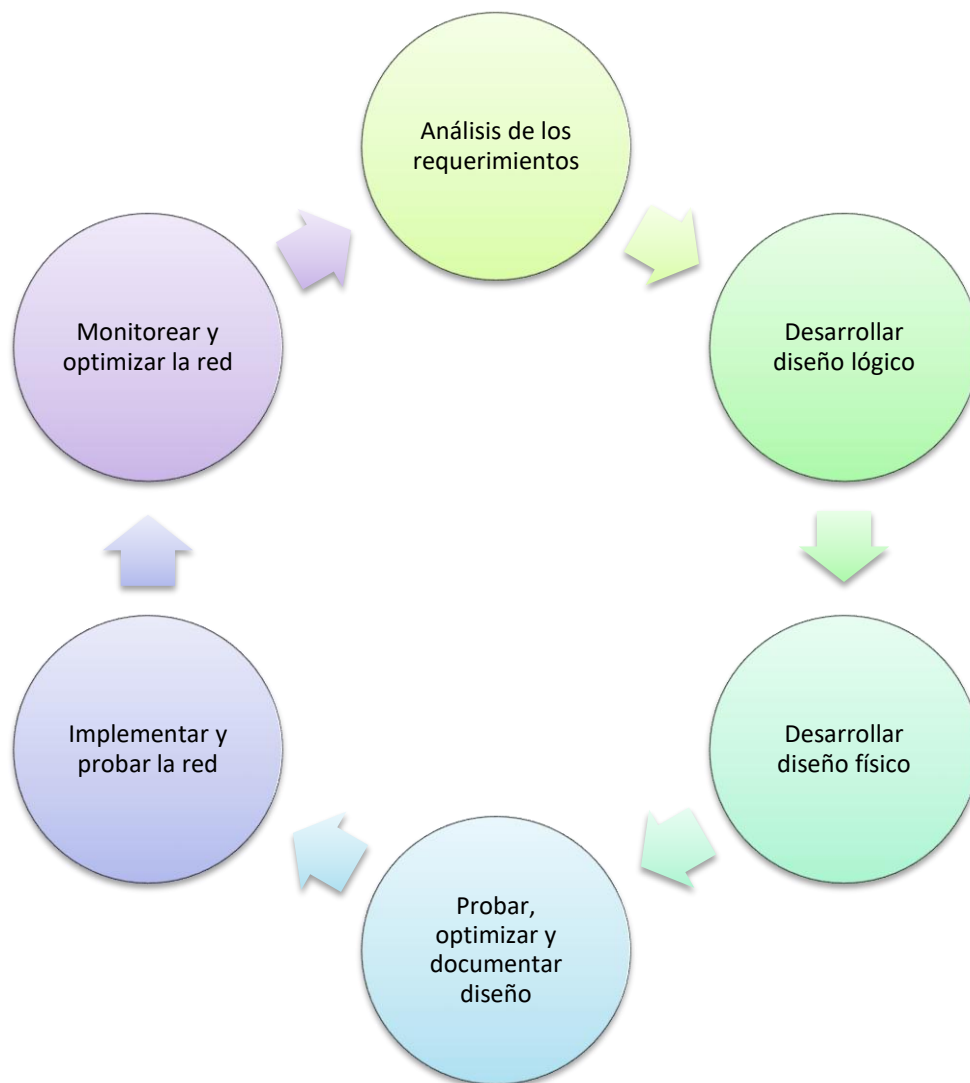 Análisis de los
requerimientos
Desarrollar
diseño lógico
Desarrollar
diseño físico
Probar,
optimizar y
documentar
diseño
Implementar y
probar la red
Monitorear y
optimizar la red